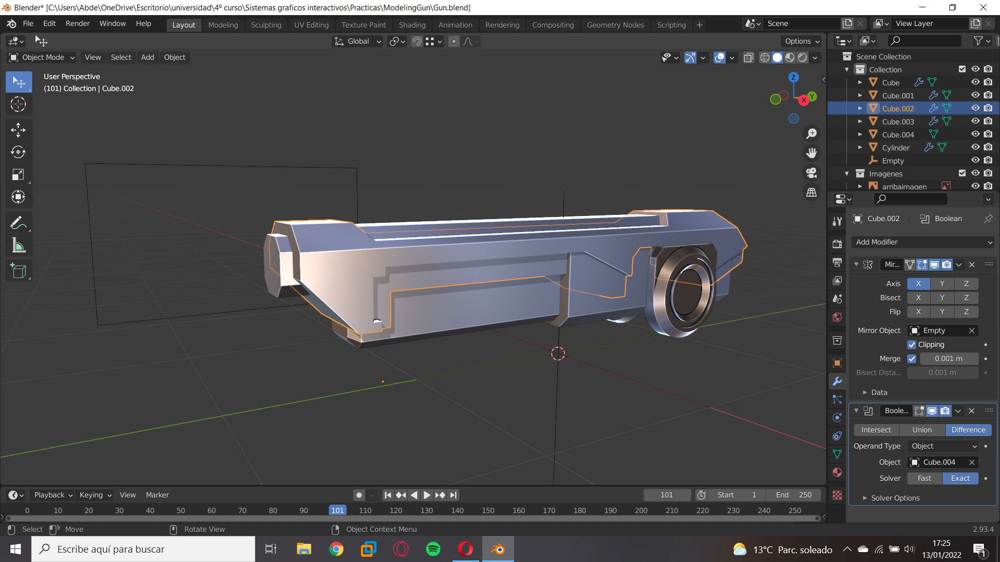 Blender* [C:\Users\Abde\OneDrive\Escritorio\universidad\4º curso\Sistemas graficos interactivos\Practicas\ModelingGun\Gun.blend]
File Edit Render Window Help Layout Modeling Sculpting UV Editing Texture Paint Shading Animation Rendering Compositing Geometry Nodes Scripting + Scene View Layer
Global Options
Object Mode View Select Add Object
User Perspective
(101) Collection | Cube.002
Z
X
Y
Scene Collection
Collection
Cube
Cube.001
Cube.002
Cube.003
Cube.004
Cylinder
Empty
Imagenes
arribaimagen
Cube.002 Boolean
Add Modifier
Mir...
Axis X Y Z
Bisect X Y Z
Flip X Y Z
Mirror Object Empty
Clipping
Merge 0.001 m
Bisect Dista... 0.001 m
Data
Boole...
Intersect Union Difference
Operand Type Object
Object Cube.004
Solver Fast Exact
Solver Options
Playback Keying View Marker 101 Start 1 End 250
0 10 20 30 40 50 60 70 80 90 101 110 120 130 140 150 160 170 180 190 200 210 220 230 240 250
Select Move Rotate View Object Context Menu 2.93.4
Escribe aquí para buscar
13°C Parc. soleado
17:25
13/01/2022
1